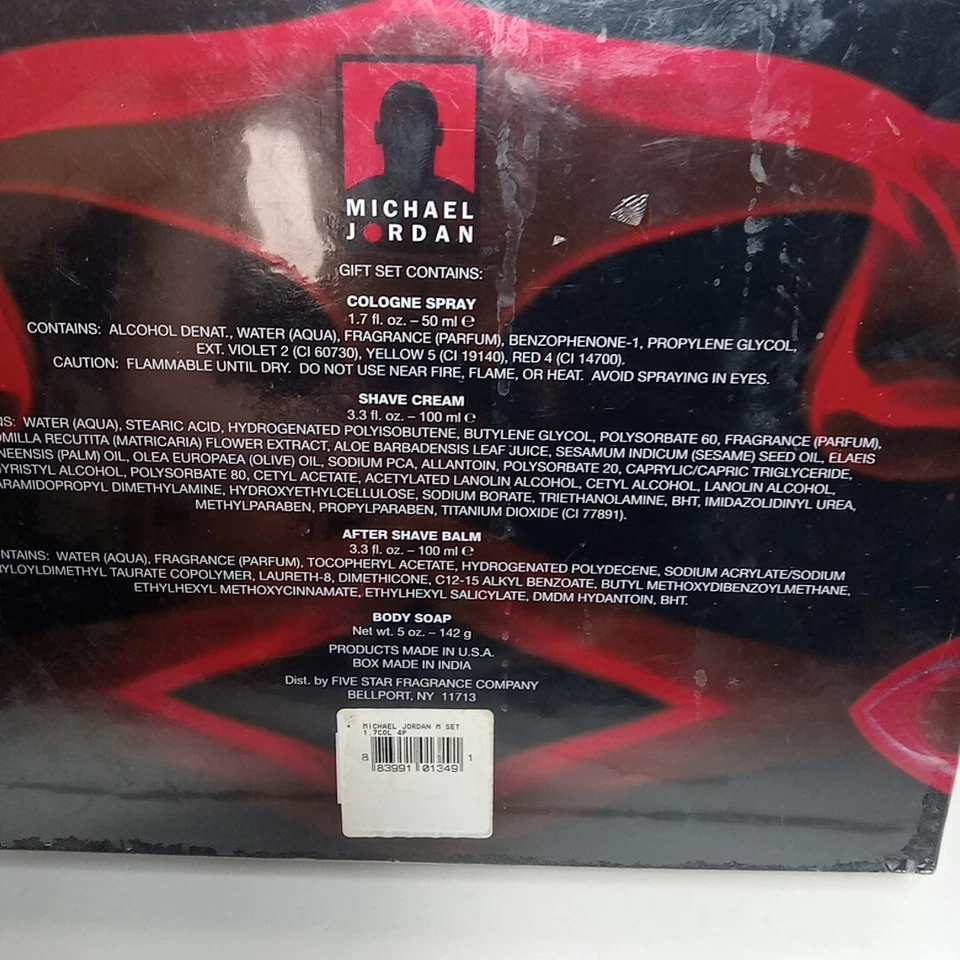 MICHAEL
JORDAN
GIFT SET CONTAINS:
COLOGNE SPRAY
1.7 fl. oz. – 50 ml ℮
CONTAINS: ALCOHOL DENAT., WATER (AQUA), FRAGRANCE (PARFUM), BENZOPHENONE-1, PROPYLENE GLYCOL,
EXT. VIOLET 2 (CI 60730), YELLOW 5 (CI 19140), RED 4 (CI 14700).
CAUTION: FLAMMABLE UNTIL DRY. DO NOT USE NEAR FIRE, FLAME, OR HEAT. AVOID SPRAYING IN EYES.
SHAVE CREAM
3.3 fl. oz. – 100 ml ℮
NS: WATER (AQUA), STEARIC ACID, HYDROGENATED POLYISOBUTENE, BUTYLENE GLYCOL, POLYSORBATE 60, FRAGRANCE (PARFUM),
OMILLA RECUTITA (MATRICARIA) FLOWER EXTRACT, ALOE BARBADENSIS LEAF JUICE, SESAMUM INDICUM (SESAME) SEED OIL, ELAEIS
NEENSIS (PALM) OIL, OLEA EUROPAEA (OLIVE) OIL, SODIUM PCA, ALLANTOIN, POLYSORBATE 20, CAPRYLIC/CAPRIC TRIGLYCERIDE,
YRISTYL ALCOHOL, POLYSORBATE 80, CETYL ACETATE, ACETYLATED LANOLIN ALCOHOL, CETYL ALCOHOL, LANOLIN ALCOHOL,
ARAMIDOPROPYL DIMETHYLAMINE, HYDROXYETHYLCELLULOSE, SODIUM BORATE, TRIETHANOLAMINE, BHT, IMIDAZOLIDINYL UREA,
METHYLPARABEN, PROPYLPARABEN, TITANIUM DIOXIDE (CI 77891).
AFTER SHAVE BALM
3.3 fl. oz. – 100 ml ℮
NTAINS: WATER (AQUA), FRAGRANCE (PARFUM), TOCOPHERYL ACETATE, HYDROGENATED POLYDECENE, SODIUM ACRYLATE/SODIUM
YLOYLDIMETHYL TAURATE COPOLYMER, LAURETH-8, DIMETHICONE, C12-15 ALKYL BENZOATE, BUTYL METHOXYDIBENZOYLMETHANE,
ETHYLHEXYL METHOXYCINNAMATE, ETHYLHEXYL SALICYLATE, DMDM HYDANTOIN, BHT.
BODY SOAP
Net wt. 5 oz. – 142 g
PRODUCTS MADE IN U.S.A.
BOX MADE IN INDIA
Dist. by FIVE STAR FRAGRANCE COMPANY
BELLPORT, NY 11713
MICHAEL JORDAN M SET
1.7COL 4P
8 83991 01349 1